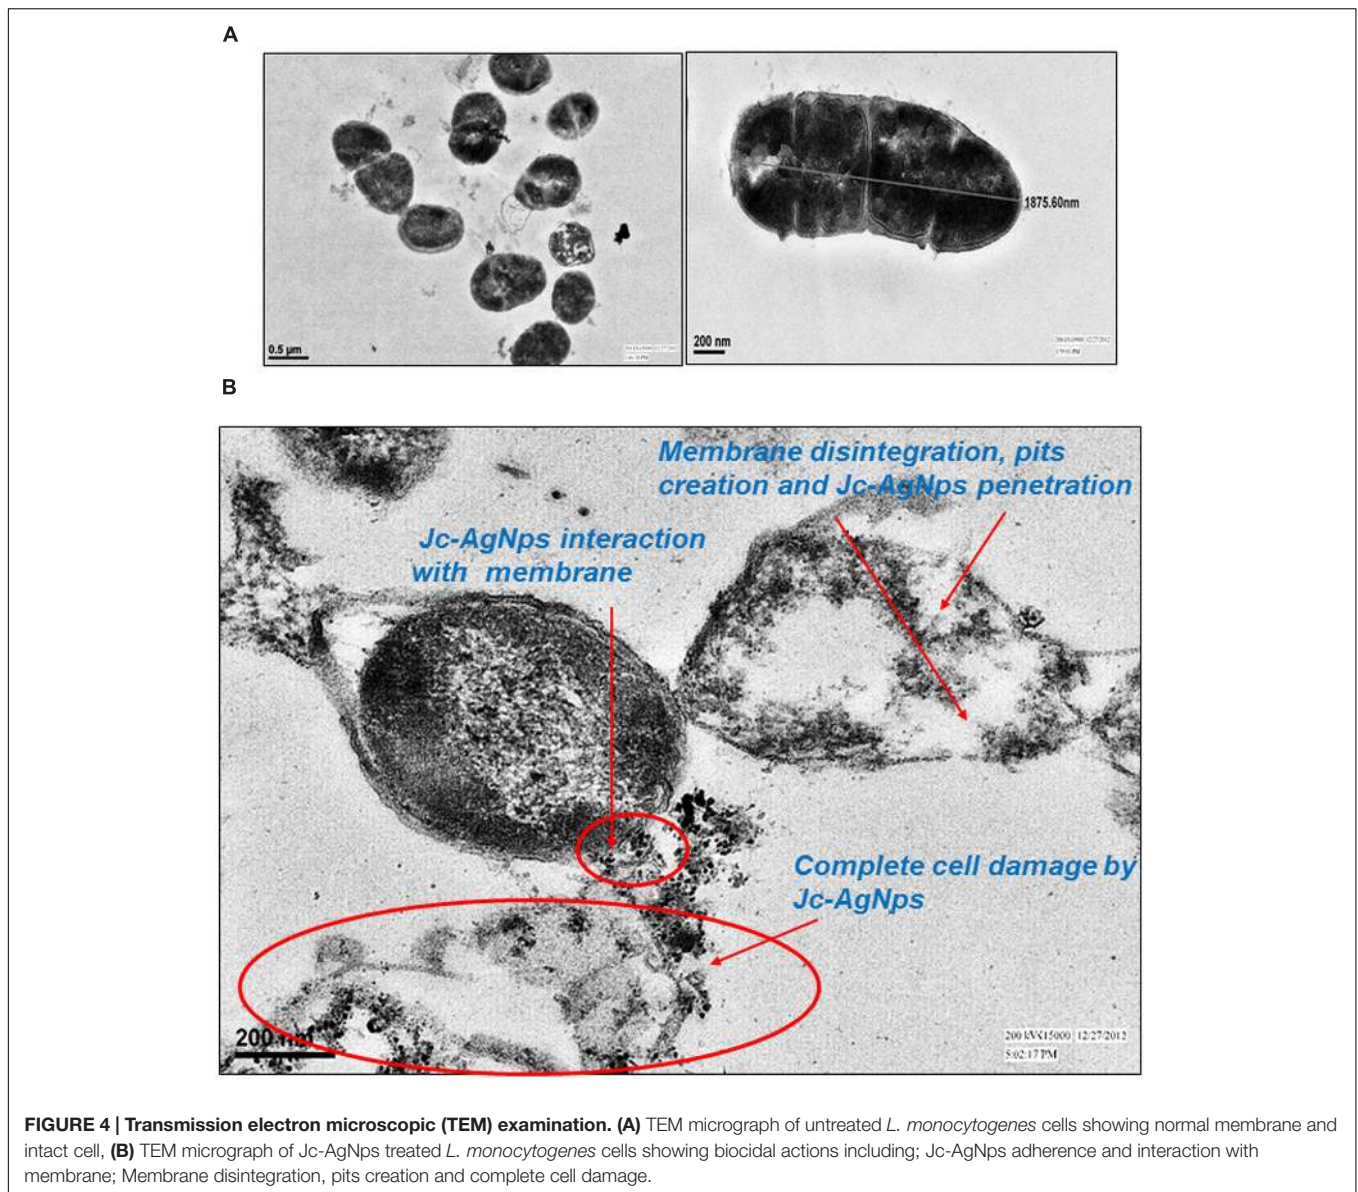 A
0.5 µm
1875.60nm
200 nm
B
Membrane disintegration, pits
creation and Jc-AgNps penetration
Jc-AgNps interaction
with membrane
Complete cell damage by
Jc-AgNps
200 nm
12/27/2012
5:02:17 PM
FIGURE 4 | Transmission electron microscopic (TEM) examination. (A) TEM micrograph of untreated L. monocytogenes cells showing normal membrane and
intact cell, (B) TEM micrograph of Jc-AgNps treated L. monocytogenes cells showing biocidal actions including; Jc-AgNps adherence and interaction with
membrane; Membrane disintegration, pits creation and complete cell damage.